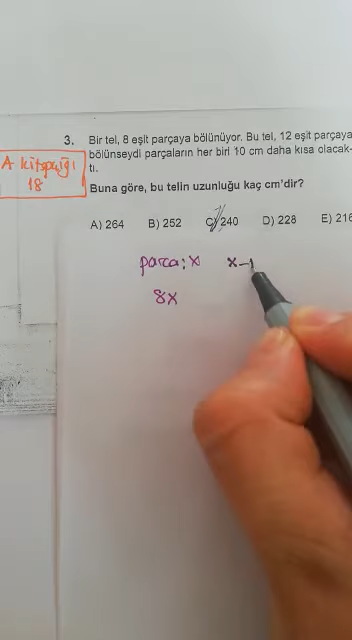 A kitapçığı
18
3. Bir tel, 8 eşit parçaya bölünüyor. Bu tel, 12 eşit parçaya
bölünseydi parçaların her biri 10 cm daha kısa olacak-
tı.
Buna göre, bu telin uzunluğu kaç cm'dir?
A) 264 B) 252 C) 240 D) 228 E) 216
parça: x x-1
8x